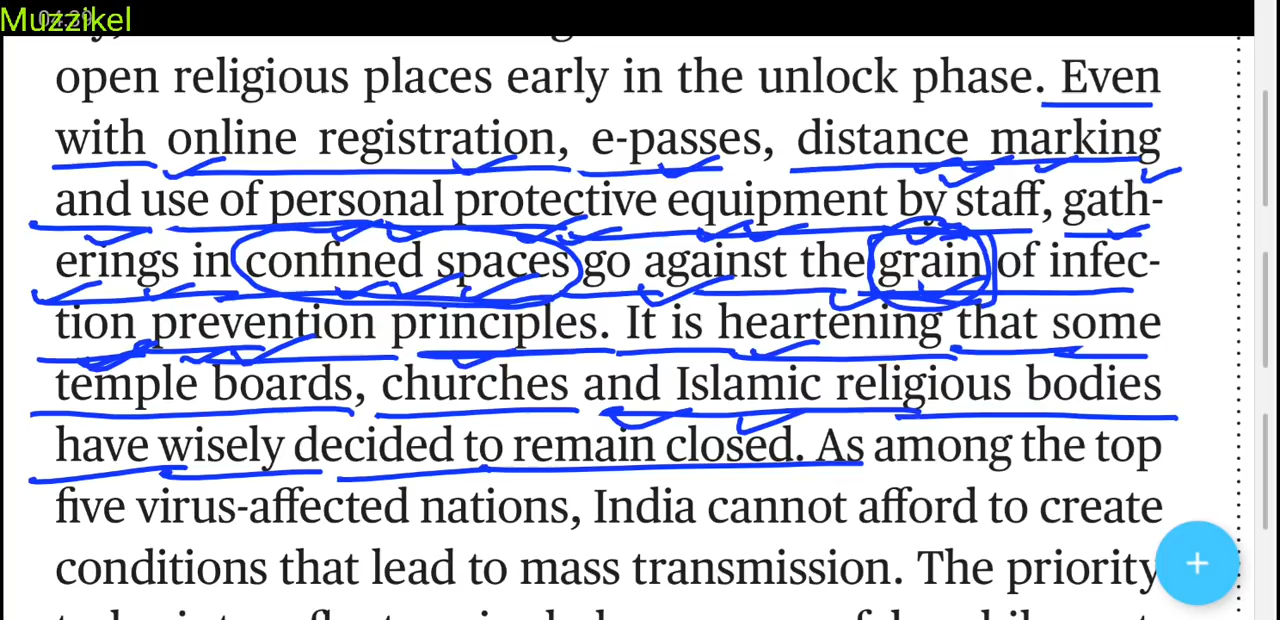 Muzzikel
open religious places early in the unlock phase. Even
with online registration, e-passes, distance marking
and use of personal protective equipment by staff, gath-
erings in confined spaces go against the grain of infec-
tion prevention principles. It is heartening that some
temple boards, churches and Islamic religious bodies
have wisely decided to remain closed. As among the top
five virus-affected nations, India cannot afford to create
conditions that lead to mass transmission. The priority